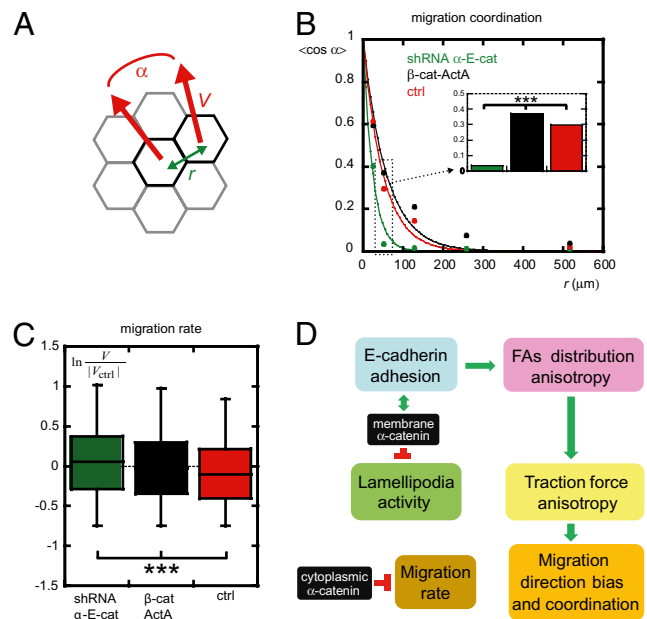 A
α
V
r
B
migration coordination
<cos α>
shRNA α-E-cat
β-cat-ActA
ctrl
1
0.8
0.6
0.4
0.2
0
0.5
0.4
0.3
0.2
0.1
0
***
0 100 200 300 400 500 600
r (μm)
C
migration rate
ln V / |Vctrl|
1.5
1
0.5
0
-0.5
-1
-1.5
***
shRNA
α-E-cat
β-cat
ActA
ctrl
D
E-cadherin
adhesion
FAs distribution
anisotropy
membrane
α-catenin
Lamellipodia
activity
Traction force
anisotropy
cytoplasmic
α-catenin
Migration
rate
Migration
direction bias
and coordination